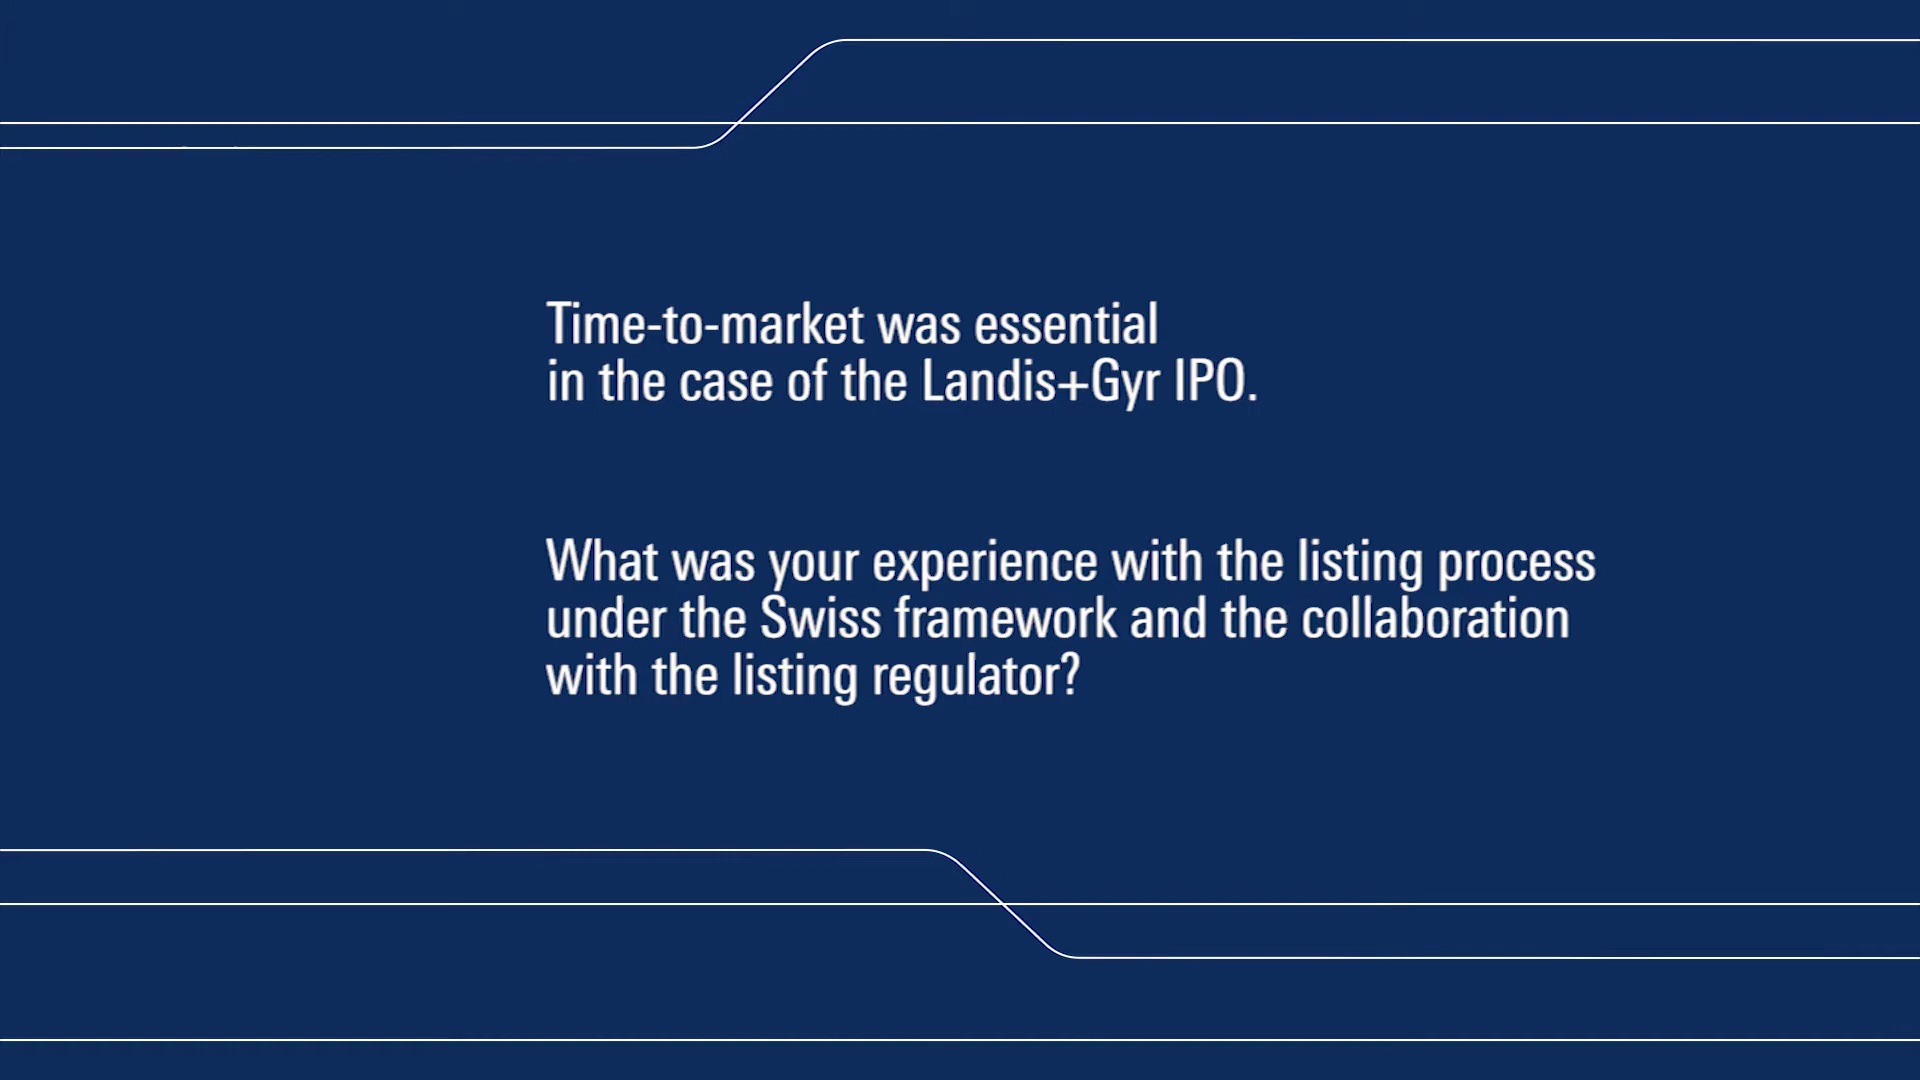 Time-to-market was essential
in the case of the Landis+Gyr IPO.
What was your experience with the listing process
under the Swiss framework and the collaboration
with the listing regulator?